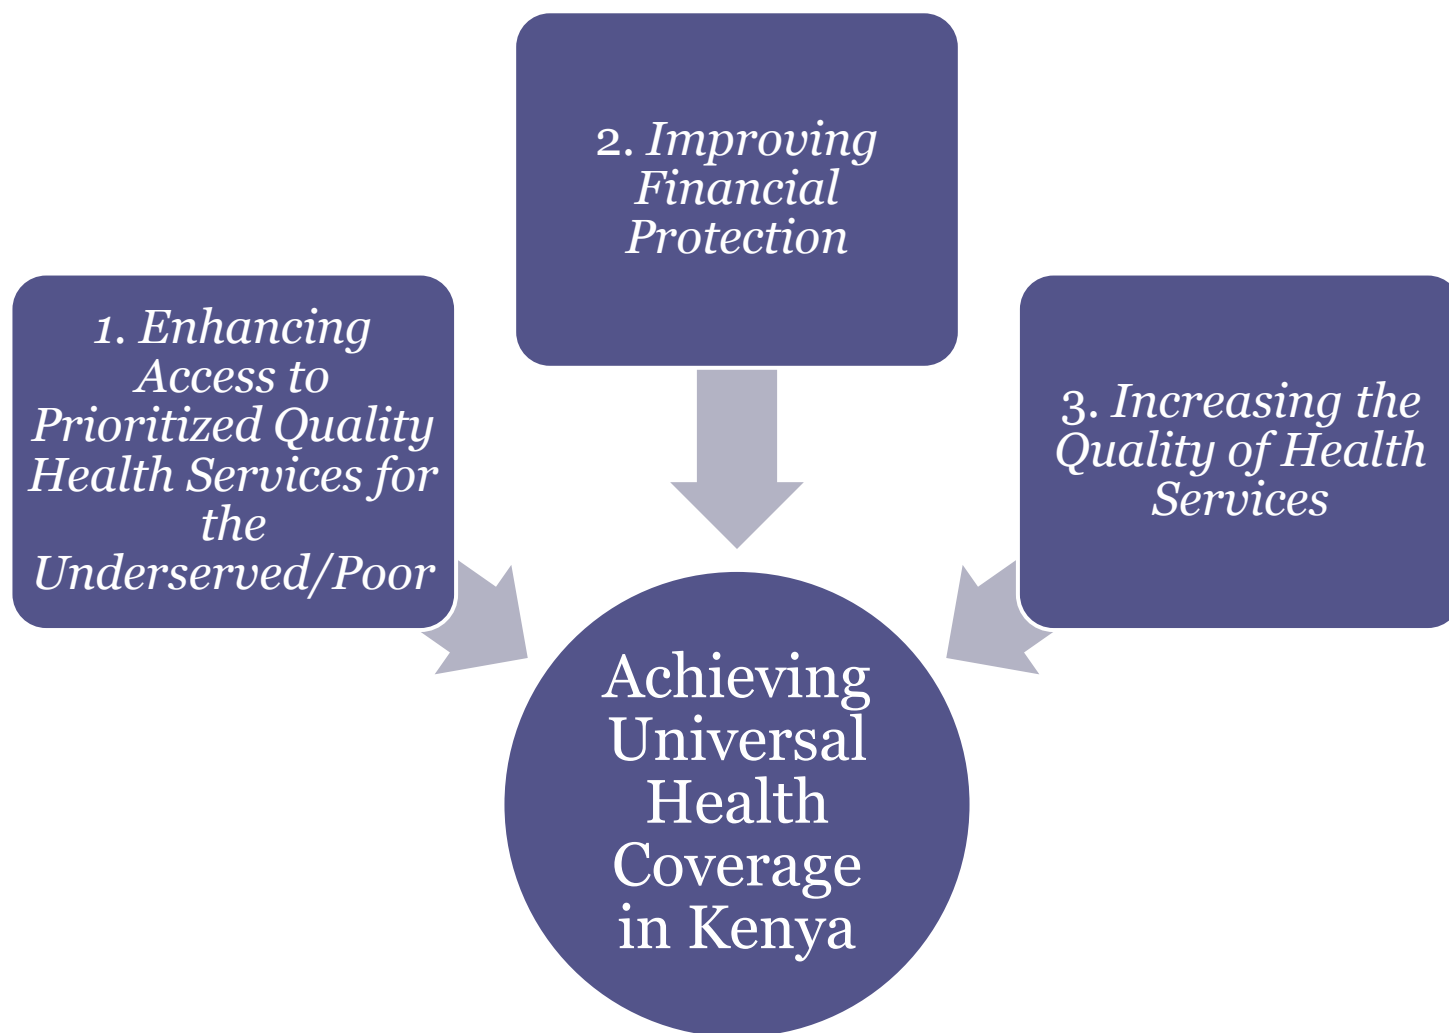 1. Enhancing
Access to
Prioritized Quality
Health Services for
the
Underserved/Poor
2. Improving
Financial
Protection
3. Increasing the
Quality of Health
Services
Achieving
Universal
Health
Coverage
in Kenya